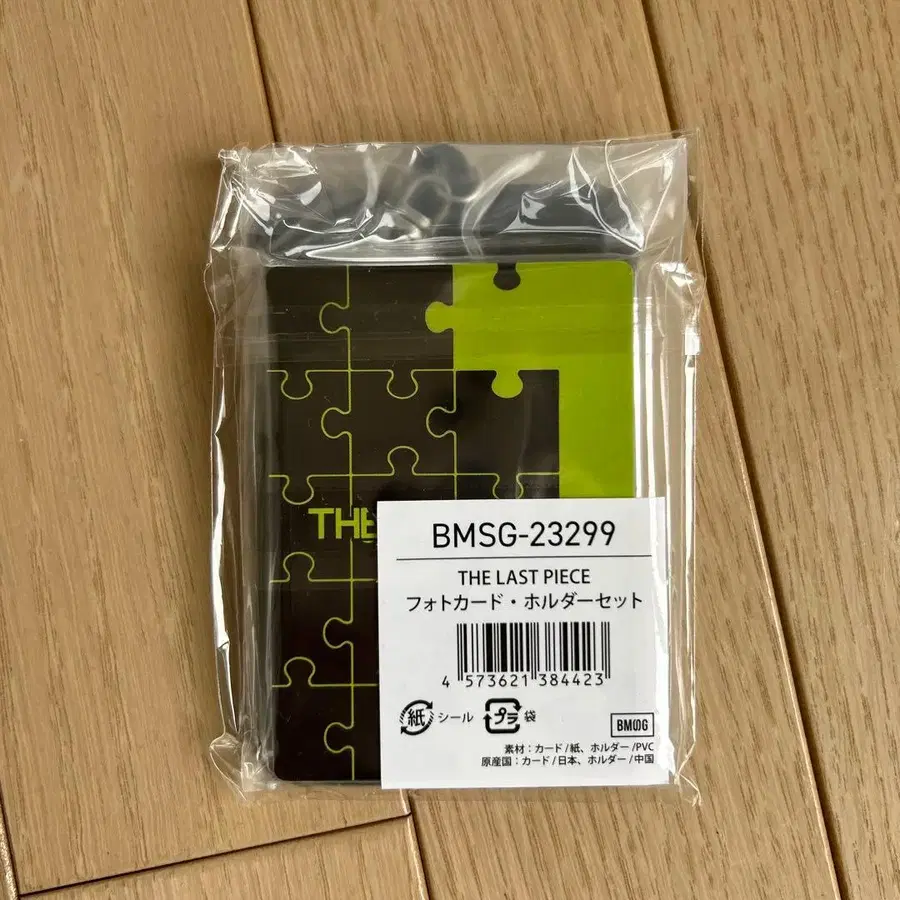 THE
BMSG-23299
THE LAST PIECE
フォトカード・ホルダーセット
4 573621 384423
紙 シール プラ 袋
BMSG
素材：カード/紙、ホルダー/PVC
原産国：カード/日本、ホルダー/中国